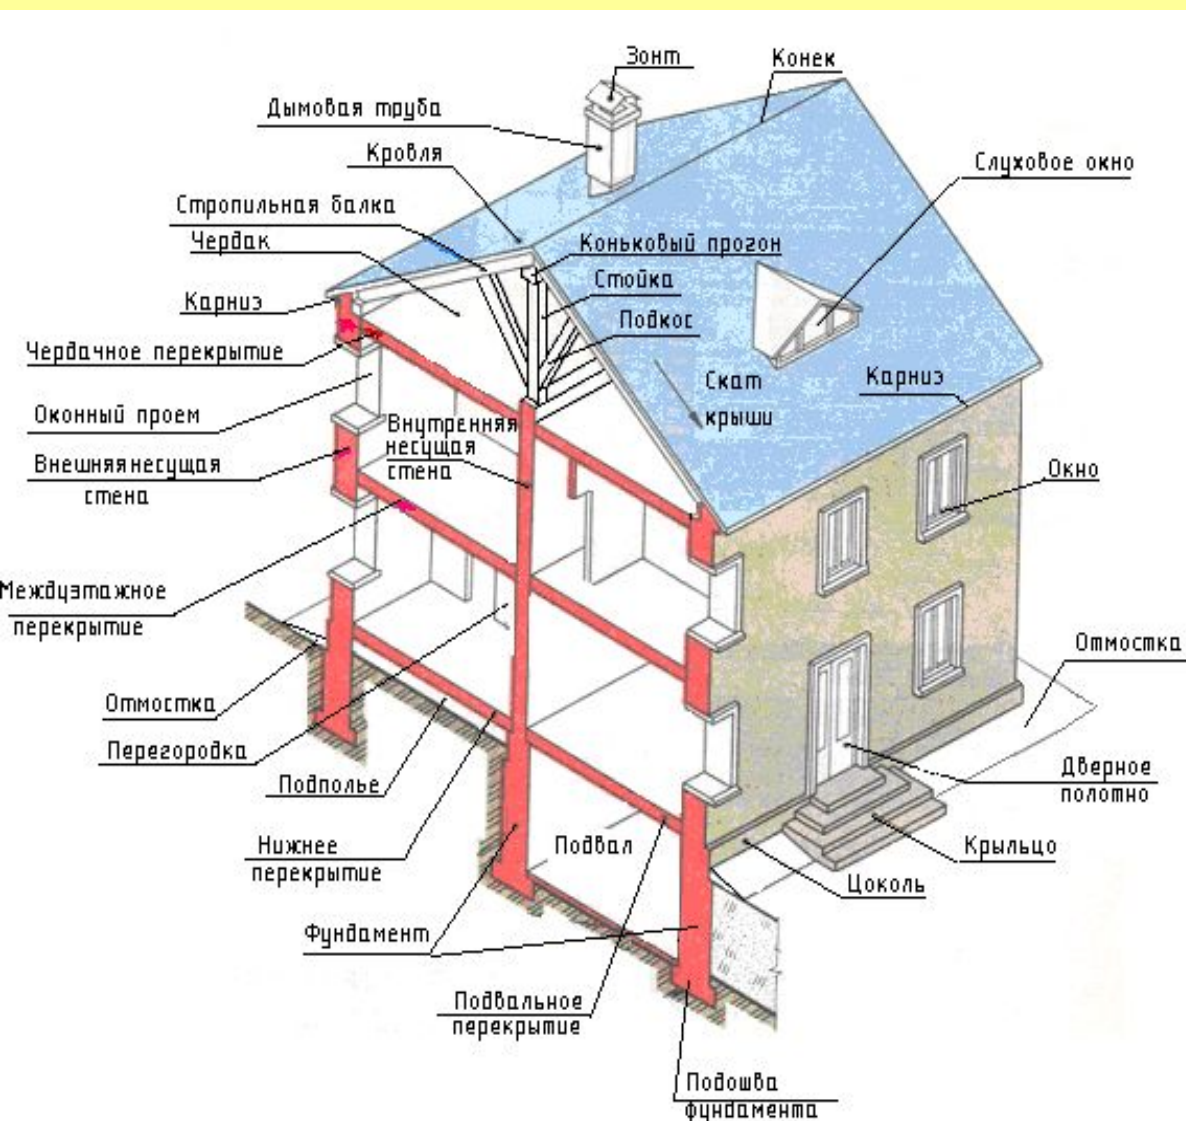 Зонт
Конек
Дымовая труба
Кровля
Слуховое окно
Стропильная балка
Чердак
Коньковый прогон
Стойка
Карниз
Подкос
Чердачное перекрытие
Скат
крыши
Карниз
Оконный проем
Внутренняя
несущая
стена
Внешняянесущая
стена
Окно
Междуэтажное
перекрытие
Отмостка
Отмостка
Перегородка
Подполье
Дверное
полотно
Нижнее
перекрытие
Подвал
Крыльцо
Цоколь
Фундамент
Подвальное
перекрытие
Подошва
фундамента